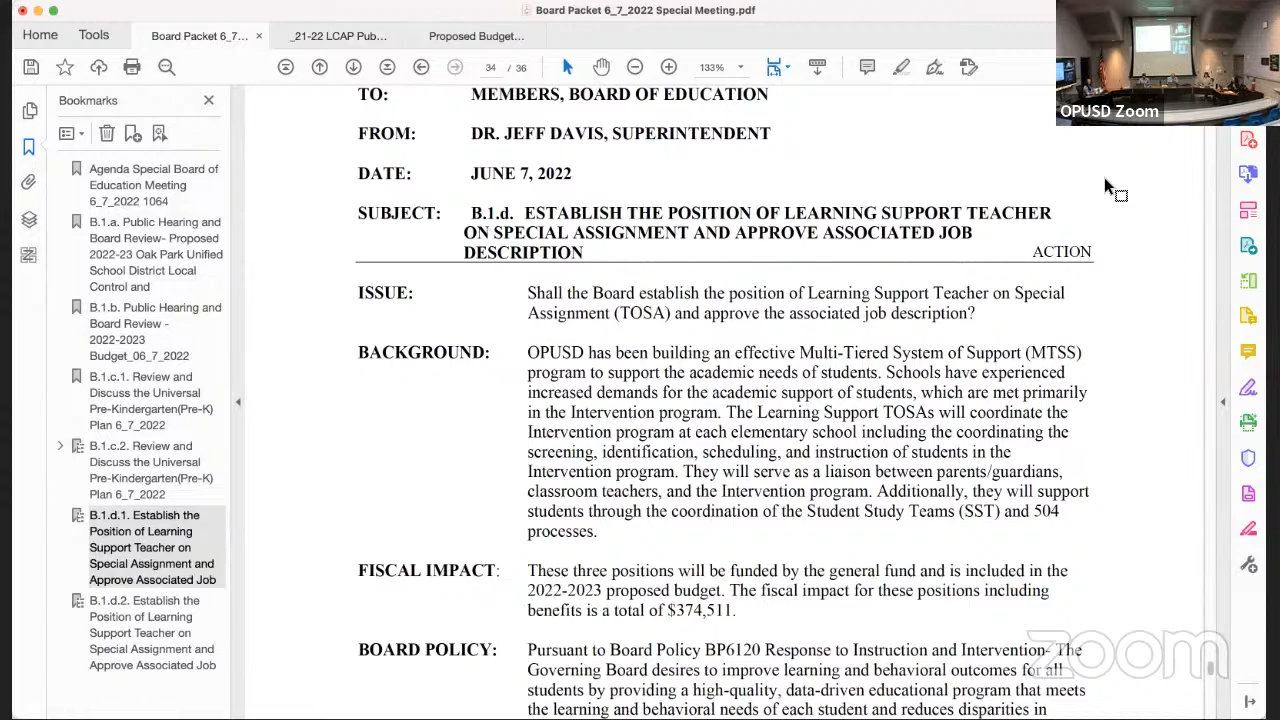 Board Packet 6_7_2022 Special Meeting.pdf
Home
Tools
Board Packet 6_7... ×
_21-22 LCAP Pub...
Proposed Budget...
34 / 36
133%
OPUSD Zoom
Bookmarks
Agenda Special Board of
Education Meeting
6_7_2022 1064
B.1.a. Public Hearing and
Board Review- Proposed
2022-23 Oak Park Unified
School District Local
Control and
B.1.b. Public Hearing and
Board Review -
2022-2023
Budget_06_7_2022
B.1.c.1. Review and
Discuss the Universal
Pre-Kindergarten(Pre-K)
Plan 6_7_2022
B.1.c.2. Review and
Discuss the Universal
Pre-Kindergarten(Pre-K)
Plan 6_7_2022
B.1.d.1. Establish the
Position of Learning
Support Teacher on
Special Assignment and
Approve Associated Job
B.1.d.2. Establish the
Position of Learning
Support Teacher on
Special Assignment and
Approve Associated Job
TO: MEMBERS, BOARD OF EDUCATION
FROM: DR. JEFF DAVIS, SUPERINTENDENT
DATE: JUNE 7, 2022
SUBJECT: B.1.d. ESTABLISH THE POSITION OF LEARNING SUPPORT TEACHER
ON SPECIAL ASSIGNMENT AND APPROVE ASSOCIATED JOB
DESCRIPTION ACTION
ISSUE: Shall the Board establish the position of Learning Support Teacher on Special
Assignment (TOSA) and approve the associated job description?
BACKGROUND: OPUSD has been building an effective Multi-Tiered System of Support (MTSS)
program to support the academic needs of students. Schools have experienced
increased demands for the academic support of students, which are met primarily
in the Intervention program. The Learning Support TOSAs will coordinate the
Intervention program at each elementary school including the coordinating the
screening, identification, scheduling, and instruction of students in the
Intervention program. They will serve as a liaison between parents/guardians,
classroom teachers, and the Intervention program. Additionally, they will support
students through the coordination of the Student Study Teams (SST) and 504
processes.
FISCAL IMPACT: These three positions will be funded by the general fund and is included in the
2022-2023 proposed budget. The fiscal impact for these positions including
benefits is a total of $374,511.
BOARD POLICY: Pursuant to Board Policy BP6120 Response to Instruction and Intervention- The
Governing Board desires to improve learning and behavioral outcomes for all
students by providing a high-quality, data-driven educational program that meets
the learning and behavioral needs of each student and reduces disparities in
zoom